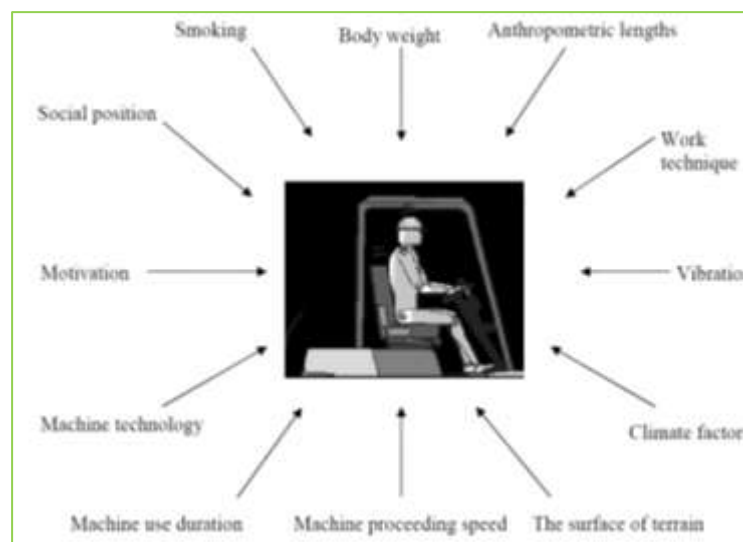 Smoking
Body weight
Anthropometric lengths
Social position
Work
technique
Motivation
Vibratio
Machine technology
Climate factor
Machine use duration
Machine proceeding speed
The surface of terrain